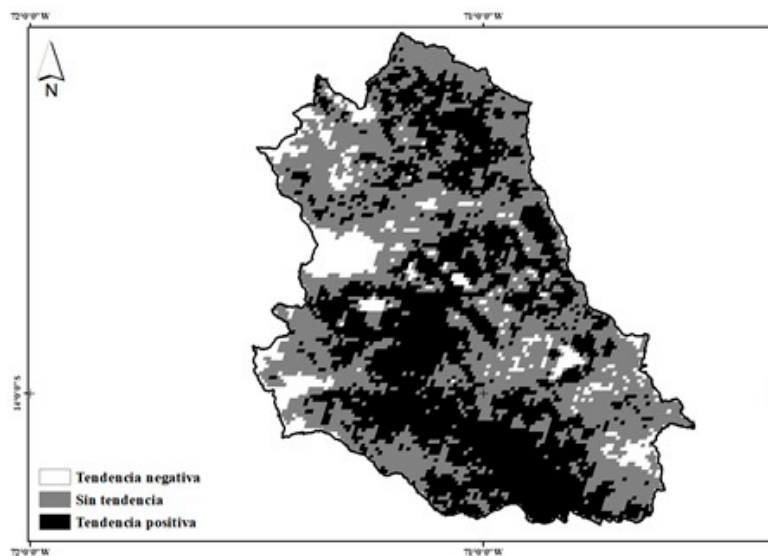 72°0'0"W 71°0'0"W
N
14°0'0"S
Tendencia negativa
Sin tendencia
Tendencia positiva
72°0'0"W 71°0'0"W